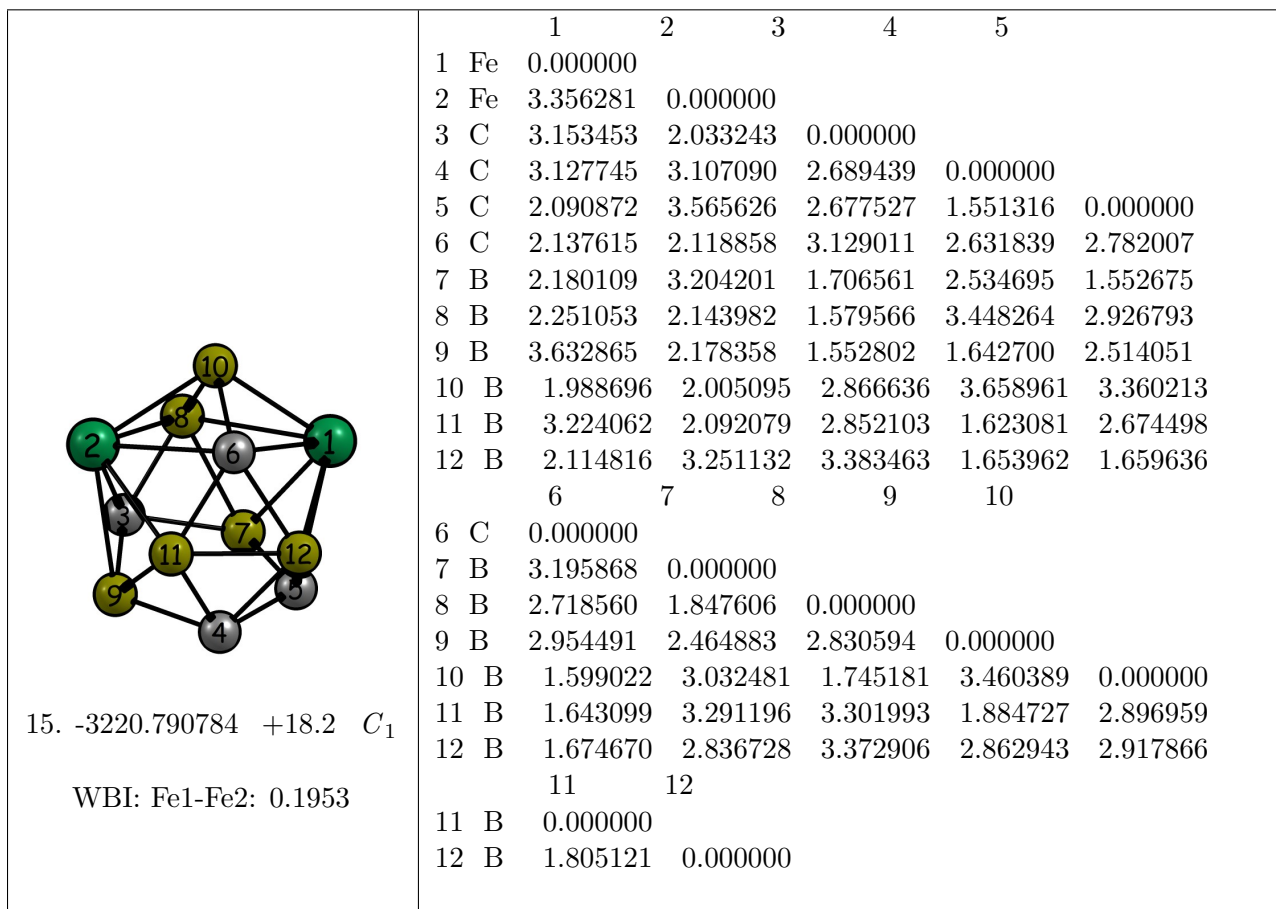 10
8
2
1
6
3
7
11
12
9
5
4
15. -3220.790784 +18.2 C1
WBI: Fe1-Fe2: 0.1953
1 2 3 4 5
1 Fe 0.000000
2 Fe 3.356281 0.000000
3 C 3.153453 2.033243 0.000000
4 C 3.127745 3.107090 2.689439 0.000000
5 C 2.090872 3.565626 2.677527 1.551316 0.000000
6 C 2.137615 2.118858 3.129011 2.631839 2.782007
7 B 2.180109 3.204201 1.706561 2.534695 1.552675
8 B 2.251053 2.143982 1.579566 3.448264 2.926793
9 B 3.632865 2.178358 1.552802 1.642700 2.514051
10 B 1.988696 2.005095 2.866636 3.658961 3.360213
11 B 3.224062 2.092079 2.852103 1.623081 2.674498
12 B 2.114816 3.251132 3.383463 1.653962 1.659636
6 7 8 9 10
6 C 0.000000
7 B 3.195868 0.000000
8 B 2.718560 1.847606 0.000000
9 B 2.954491 2.464883 2.830594 0.000000
10 B 1.599022 3.032481 1.745181 3.460389 0.000000
11 B 1.643099 3.291196 3.301993 1.884727 2.896959
12 B 1.674670 2.836728 3.372906 2.862943 2.917866
11 12
11 B 0.000000
12 B 1.805121 0.000000